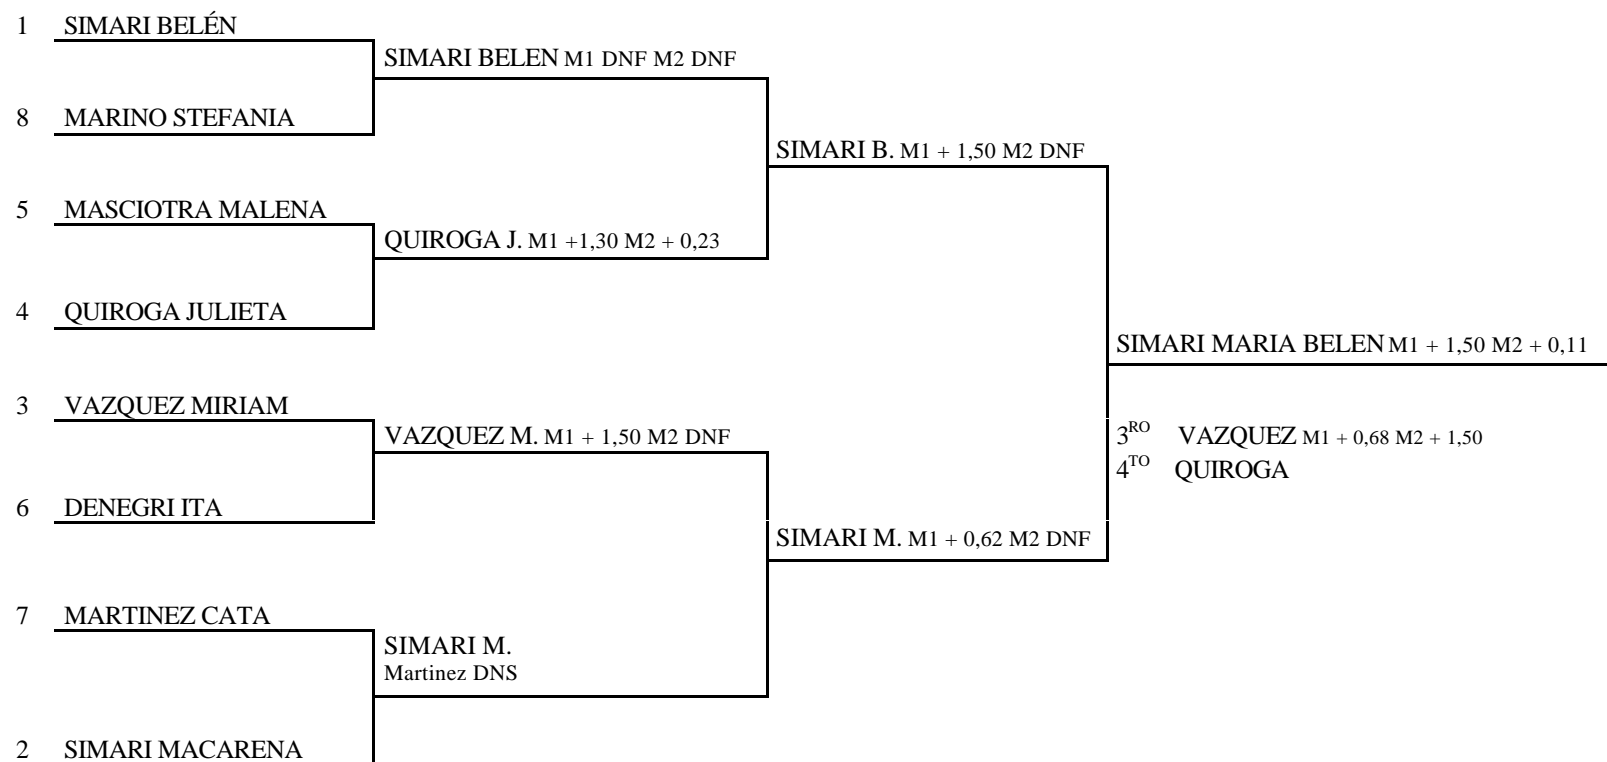 1 SIMARI BELÉN
SIMARI BELEN M1 DNF M2 DNF
8 MARINO STEFANIA
SIMARI B. M1 + 1,50 M2 DNF
5 MASCIOTRA MALENA
QUIROGA J. M1 +1,30 M2 + 0,23
4 QUIROGA JULIETA
SIMARI MARIA BELEN M1 + 1,50 M2 + 0,11
3 VAZQUEZ MIRIAM
VAZQUEZ M. M1 + 1,50 M2 DNF
3RO VAZQUEZ M1 + 0,68 M2 + 1,50
4TO QUIROGA
6 DENEGRI ITA
SIMARI M. M1 + 0,62 M2 DNF
7 MARTINEZ CATA
SIMARI M.
Martinez DNS
2 SIMARI MACARENA